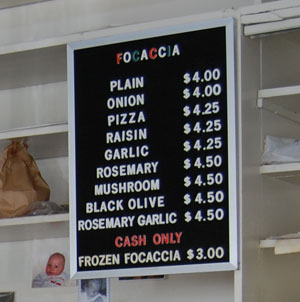 FOCACCIA
PLAIN $4.00
ONION $4.00
PIZZA $4.25
RAISIN $4.25
GARLIC $4.25
ROSEMARY $4.50
MUSHROOM $4.50
BLACK OLIVE $4.50
ROSEMARY GARLIC $4.50
CASH ONLY
FROZEN FOCACCIA $3.00